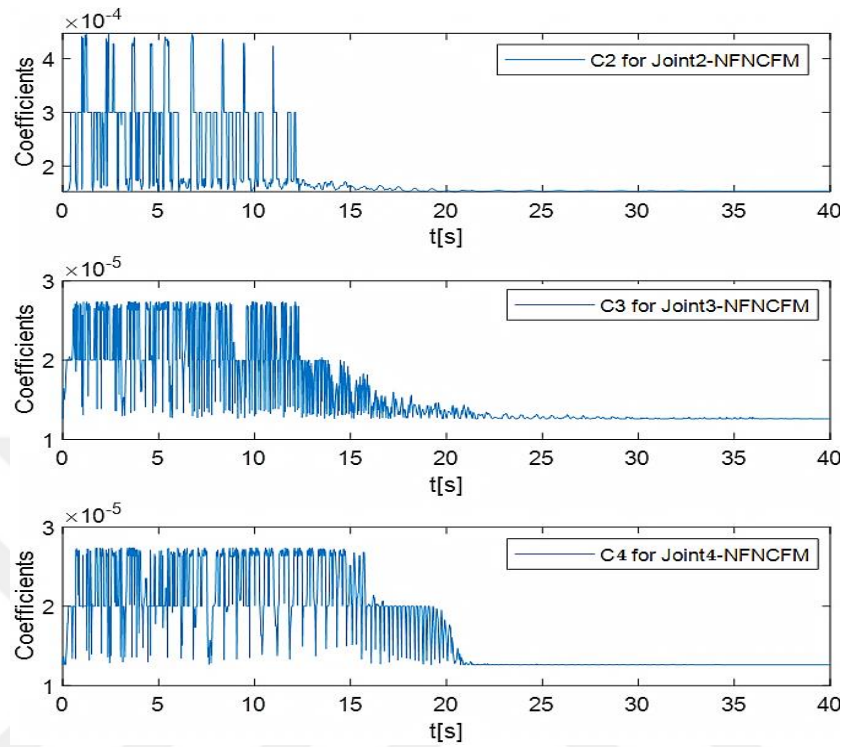 ×10-4
C2 for Joint2-NFNCFM
Coefficients
4
3
2
0 5 10 15 20 25 30 35 40
t[s]
×10-5
C3 for Joint3-NFNCFM
Coefficients
3
2
1
0 5 10 15 20 25 30 35 40
t[s]
×10-5
C4 for Joint4-NFNCFM
Coefficients
3
2
1
0 5 10 15 20 25 30 35 40
t[s]